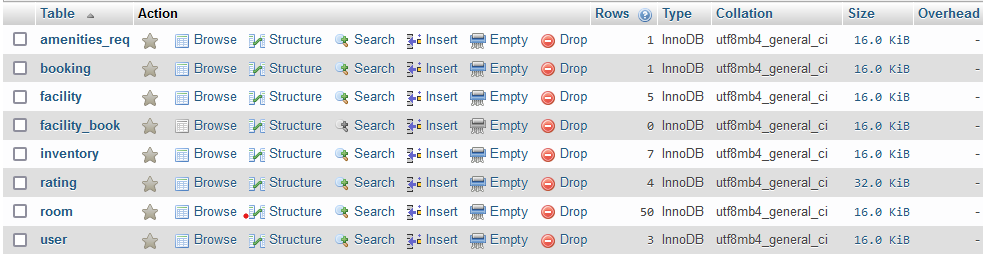 Table Action Rows Type Collation Size Overhead
amenities_req Browse Structure Search Insert Empty Drop 1 InnoDB utf8mb4_general_ci 16.0 KiB -
booking Browse Structure Search Insert Empty Drop 1 InnoDB utf8mb4_general_ci 16.0 KiB -
facility Browse Structure Search Insert Empty Drop 5 InnoDB utf8mb4_general_ci 16.0 KiB -
facility_book Browse Structure Search Insert Empty Drop 0 InnoDB utf8mb4_general_ci 16.0 KiB -
inventory Browse Structure Search Insert Empty Drop 7 InnoDB utf8mb4_general_ci 16.0 KiB -
rating Browse Structure Search Insert Empty Drop 4 InnoDB utf8mb4_general_ci 32.0 KiB -
room Browse Structure Search Insert Empty Drop 50 InnoDB utf8mb4_general_ci 16.0 KiB -
user Browse Structure Search Insert Empty Drop 3 InnoDB utf8mb4_general_ci 16.0 KiB -